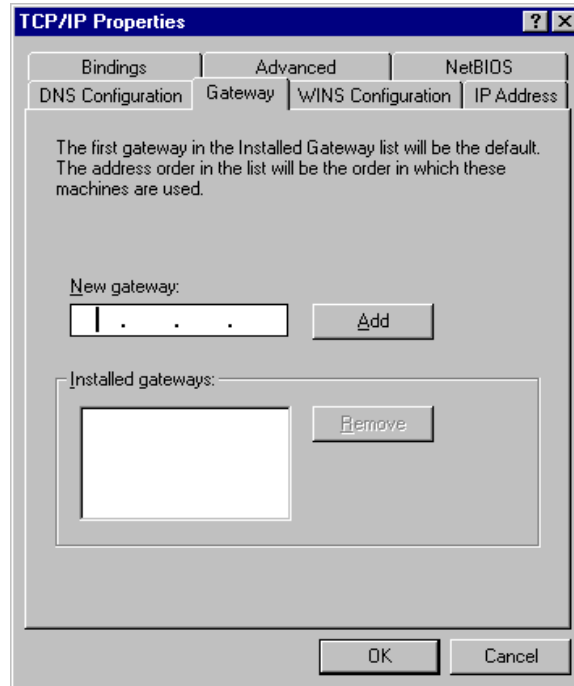 TCP/IP Properties
? ×
Bindings Advanced NetBIOS
DNS Configuration Gateway WINS Configuration IP Address
The first gateway in the Installed Gateway list will be the default.
The address order in the list will be the order in which these
machines are used.
New gateway:
. . .
Add
Installed gateways:
Remove
OK Cancel